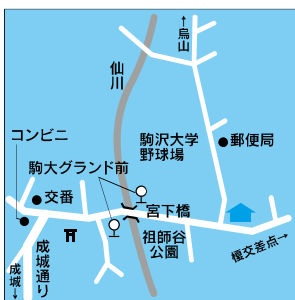 ←烏山
仙川
コンビニ
駒沢大学
野球場
郵便局
駒大グランド前
交番
宮下橋
祖師谷
公園
成城通り
成城↓
榎交差点→